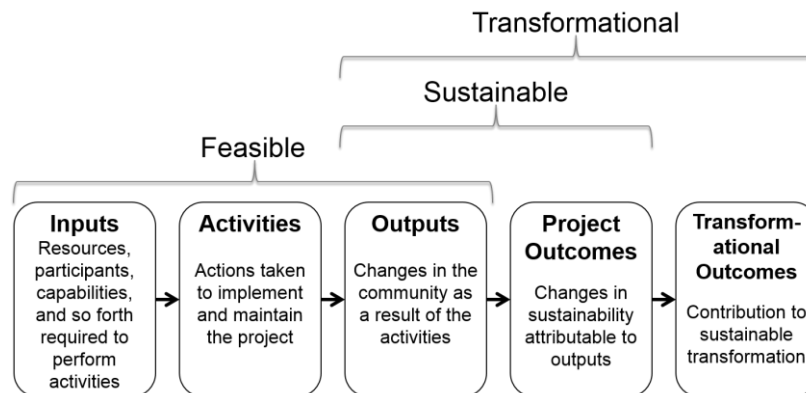 Transformational
Sustainable
Feasible
Inputs
Resources,
participants,
capabilities,
and so forth
required to
perform
activities
Activities
Actions taken
to implement
and maintain
the project
Outputs
Changes in the
community as
a result of the
activities
Project
Outcomes
Changes in
sustainability
attributable to
outputs
Transform-
ational
Outcomes
Contribution to
sustainable
transformation